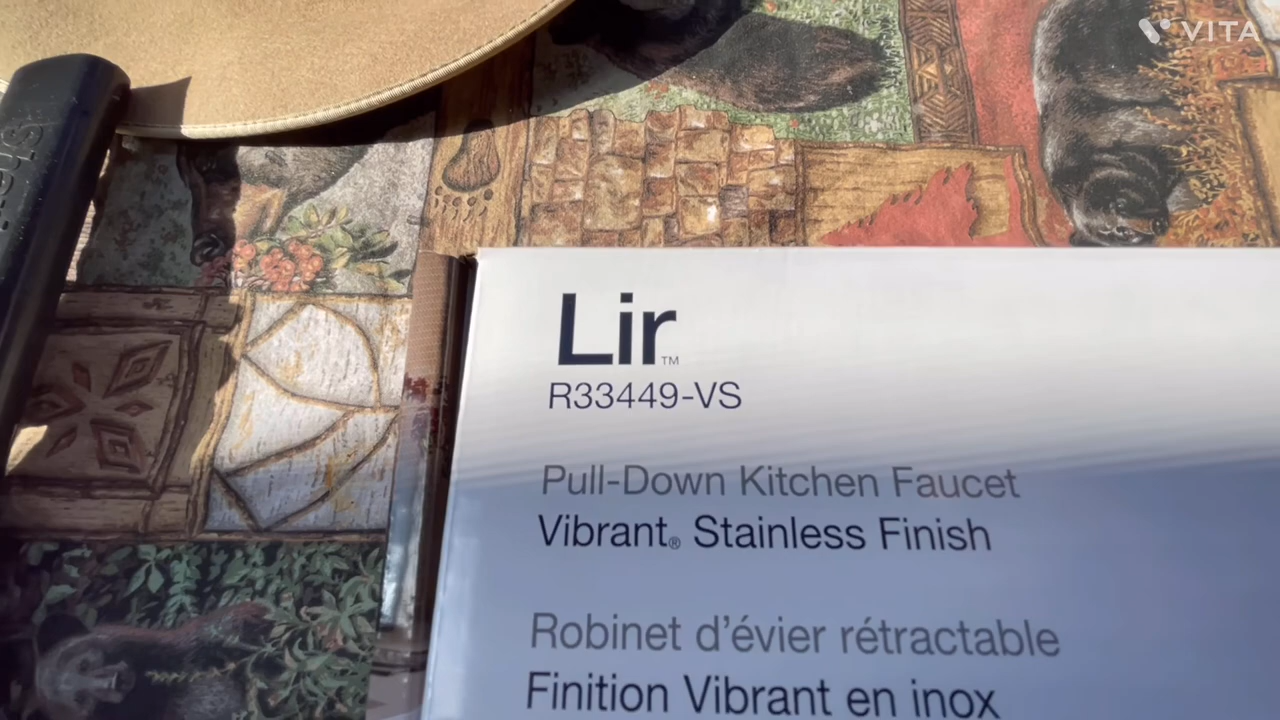 VITA
Lir™
R33449-VS
Pull-Down Kitchen Faucet
Vibrant® Stainless Finish
Robinet d'évier rétractable
Finition Vibrant en inox